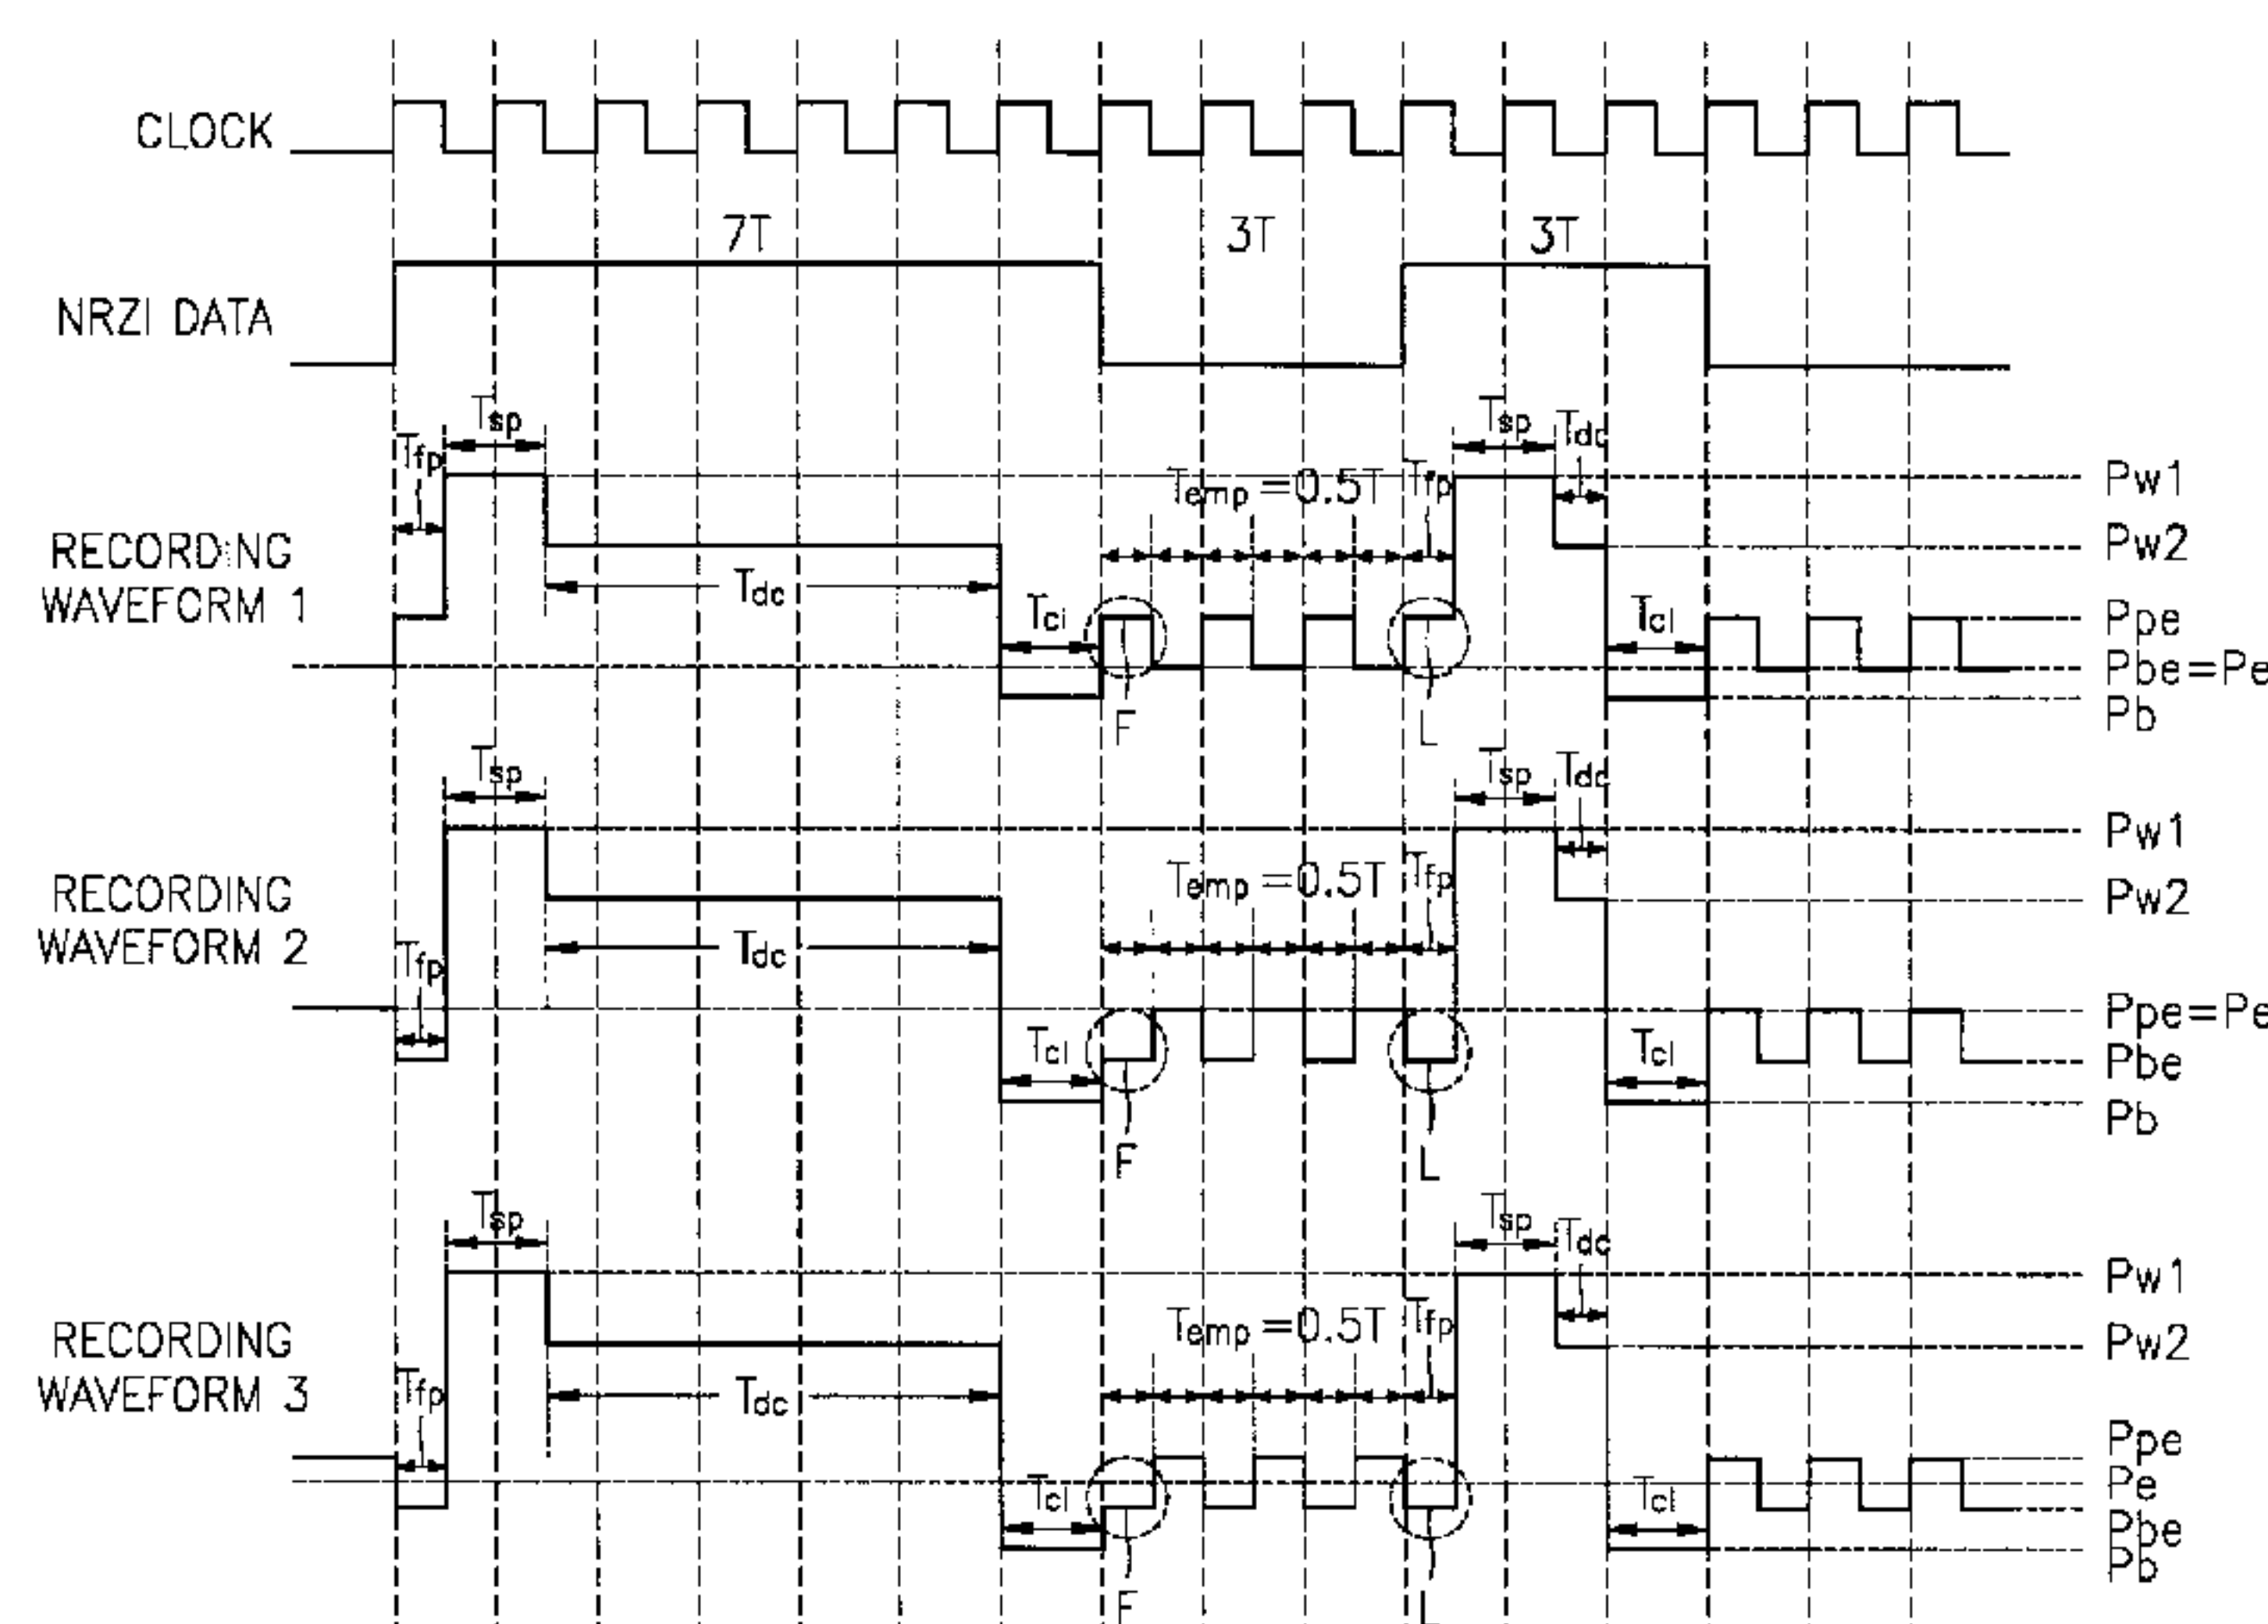 CLOCK
7T 3T 3T
NRZI DATA
Tsp Tsp Tdc
Tfp Temp=0.5T Tfp Pw1
RECORDING Pw2
WAVEFORM 1 Tdc Tcl Tcl Ppe
Pbe=Pe
F L Pb
Tsp Tsp Tdc
Pw1
RECORDING Temp=0.5T Tfp Pw2
WAVEFORM 2 Tfp Tdc
Ppe=Pe
Tcl Tcl Pbe
Pb
F L
Tsp Tsp Tdc
Pw1
RECORDING Temp=0.5T Tfp Pw2
WAVEFORM 3 Tfp Tdc
Ppe
Tcl Tcl Pe
Pbe
Pb
F L